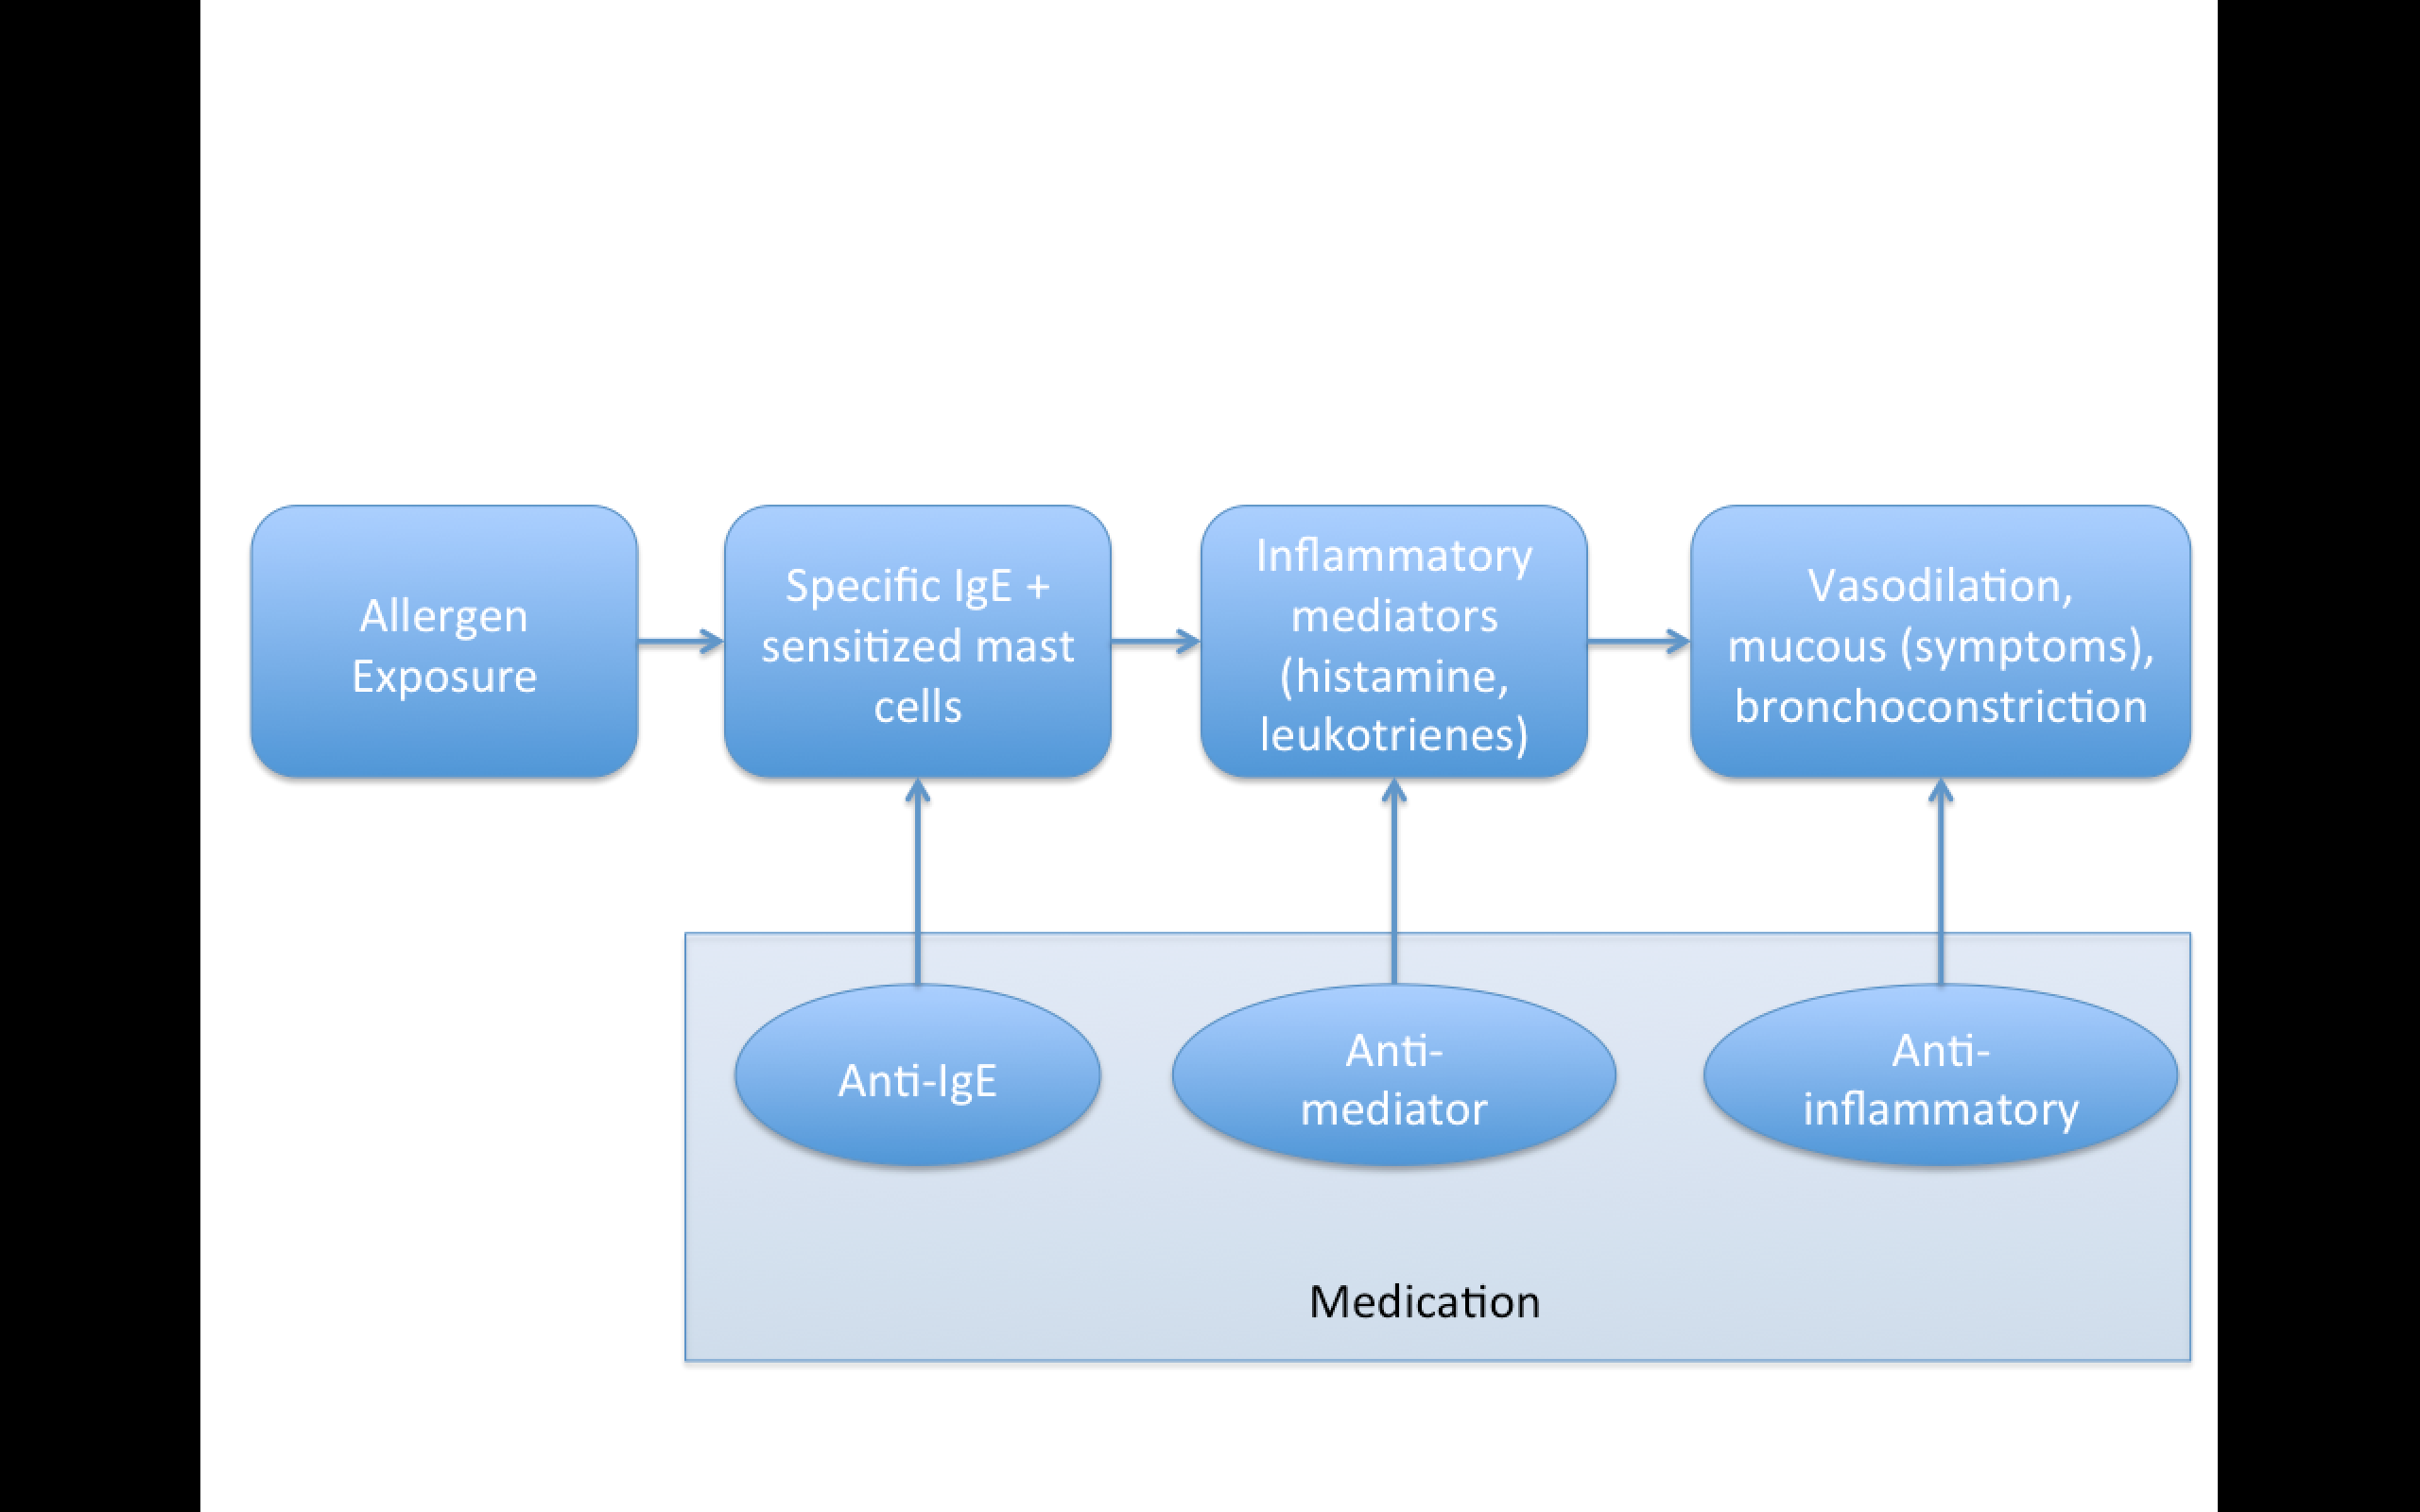 Allergen
Exposure
Specific IgE +
sensitized mast
cells
Inflammatory
mediators
(histamine,
leukotrienes)
Vasodilation,
mucous (symptoms),
bronchoconstriction
Anti-IgE
Anti-
mediator
Anti-
inflammatory
Medication